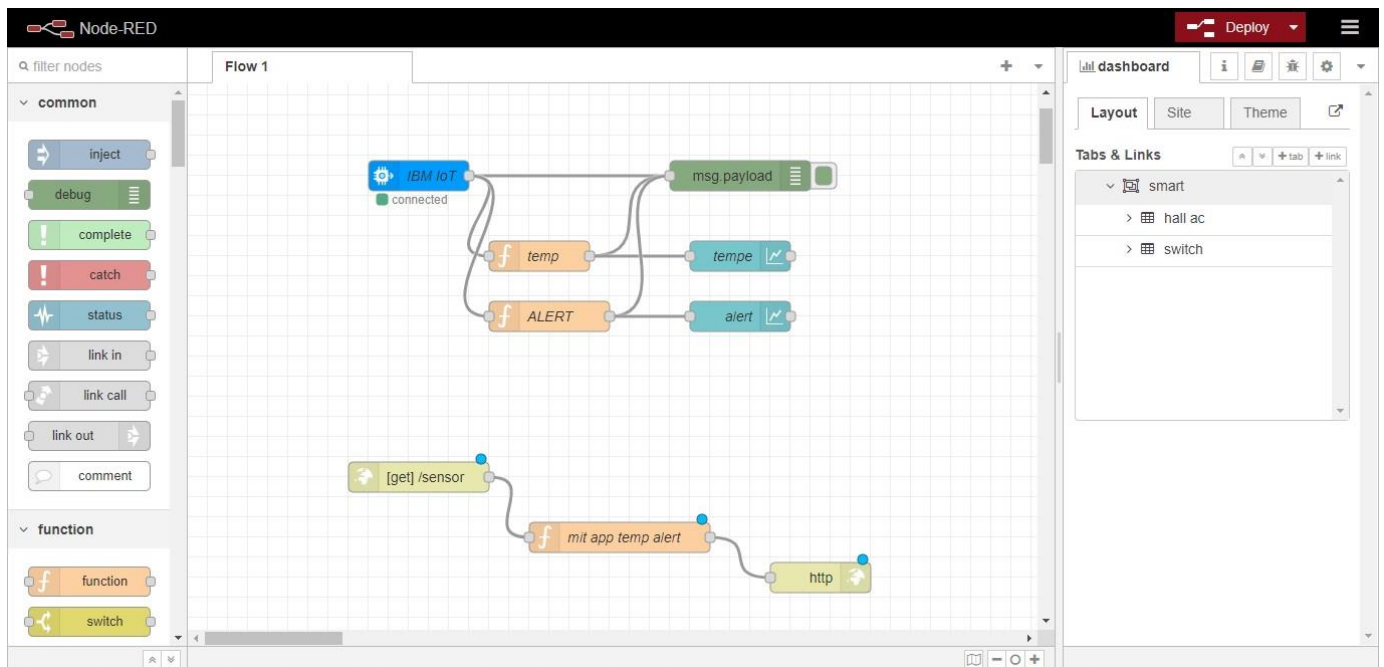 Node-RED
Deploy
filter nodes
Flow 1
dashboard
i
common
Layout
Site
Theme
inject
Tabs & Links
+ tab
+ link
IBM IoT
msg.payload
smart
debug
connected
hall ac
complete
temp
tempe
switch
catch
status
ALERT
alert
link in
link call
link out
comment
[get] /sensor
function
mit app temp alert
http
function
switch